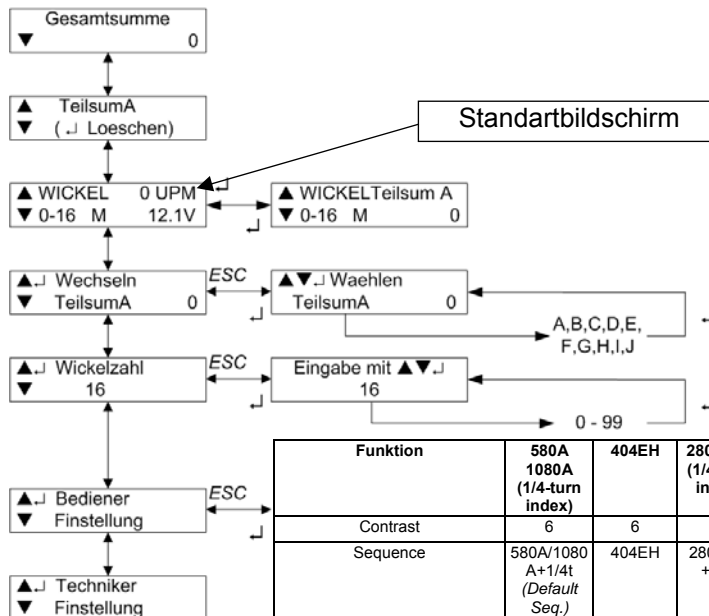 Gesamtsumme
▼ 0
▲ TeilsumA
▼ (↵ Loeschen)
Standartbildschirm
▲ WICKEL 0 UPM
▼ 0-16 M 12.1V
↵
↵
▲ WICKELTeilsum A
▼ 0-16 M 0
▲↵ Wechseln
▼ TeilsumA 0
ESC
↵
▲▼↵ Waehlen
TeilsumA 0
A,B,C,D,E,
F,G,H,I,J
▲↵ Wickelzahl
▼ 16
ESC
↵
Eingabe mit ▲▼↵
16
0 - 99
▲↵ Bediener
▼ Finstellung
ESC
↵
▲↵ Techniker
▼ Finstellung
Funktion
580A
1080A
(1/4-turn
index)
404EH
Contrast 6 6
Sequence
580A/1080
A+1/4t
(Default
Seq.)
404EH